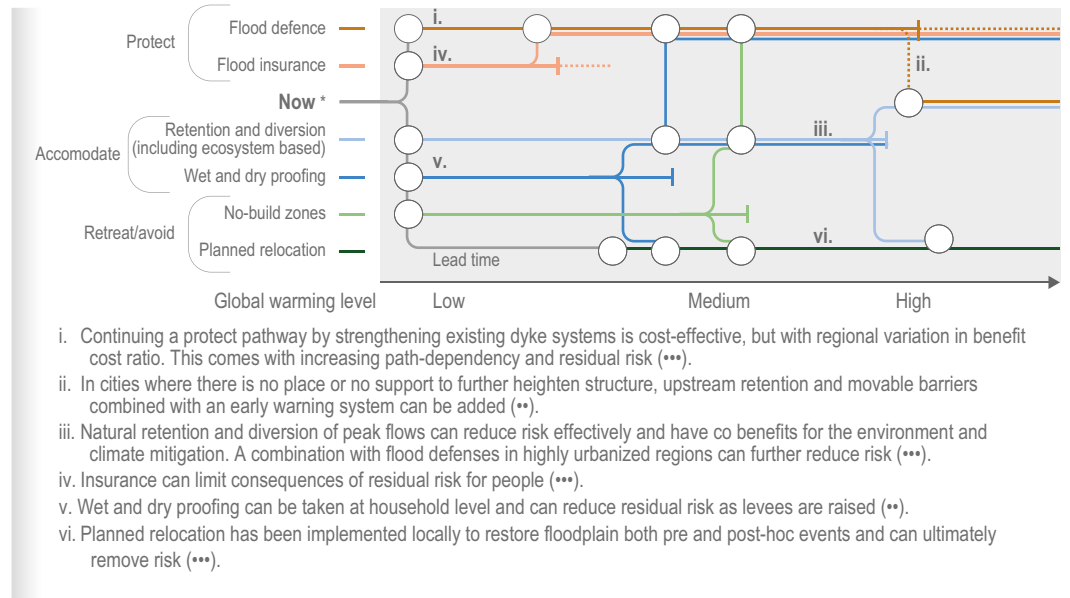 Protect
Flood defence
Flood insurance
Now *
Accomodate
Retention and diversion
(including ecosystem based)
Wet and dry proofing
Retreat/avoid
No-build zones
Planned relocation
i.
iv.
ii.
iii.
v.
vi.
Lead time
Global warming level
Low
Medium
High
i. Continuing a protect pathway by strengthening existing dyke systems is cost-effective, but with regional variation in benefit
cost ratio. This comes with increasing path-dependency and residual risk (•••).
ii. In cities where there is no place or no support to further heighten structure, upstream retention and movable barriers
combined with an early warning system can be added (••).
iii. Natural retention and diversion of peak flows can reduce risk effectively and have co benefits for the environment and
climate mitigation. A combination with flood defenses in highly urbanized regions can further reduce risk (•••).
iv. Insurance can limit consequences of residual risk for people (•••).
v. Wet and dry proofing can be taken at household level and can reduce residual risk as levees are raised (••).
vi. Planned relocation has been implemented locally to restore floodplain both pre and post-hoc events and can ultimately
remove risk (•••).